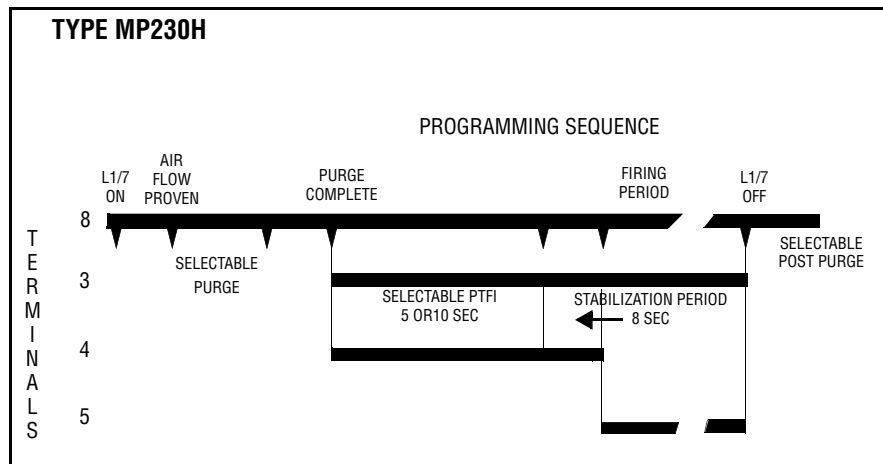 TYPE MP230H
PROGRAMMING SEQUENCE
L1/7
ON
AIR
FLOW
PROVEN
PURGE
COMPLETE
FIRING
PERIOD
L1/7
OFF
TERMINALS
8
SELECTABLE
PURGE
SELECTABLE
POST PURGE
3
SELECTABLE PTFI
5 OR10 SEC
STABILIZATION PERIOD
8 SEC
4
5